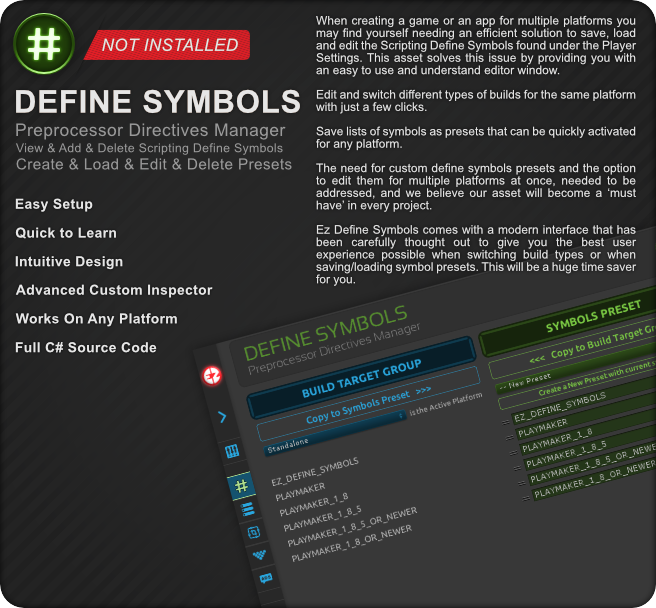 #
NOT INSTALLED
DEFINE SYMBOLS
Preprocessor Directives Manager
View & Add & Delete Scripting Define Symbols
Create & Load & Edit & Delete Presets
Easy Setup
Quick to Learn
Intuitive Design
Advanced Custom Inspector
Works On Any Platform
Full C# Source Code
When creating a game or an app for multiple platforms you
may find yourself needing an efficient solution to save, load
and edit the Scripting Define Symbols found under the Player
Settings. This asset solves this issue by providing you with
an easy to use and understand editor window.
Edit and switch different types of builds for the same platform
with just a few clicks.
Save lists of symbols as presets that can be quickly activated
for any platform.
The need for custom define symbols presets and the option
to edit them for multiple platforms at once, needed to be
addressed, and we believe our asset will become a ‘must
have’ in every project.
Ez Define Symbols comes with a modern interface that has
been carefully thought out to give you the best user
experience possible when switching build types or when
saving/loading symbol presets. This will be a huge time saver
for you.
DEFINE SYMBOLS
Preprocessor Directives Manager
BUILD TARGET GROUP
Copy to Symbols Preset >>>
Standalone
is the Active Platform
EZ_DEFINE_SYMBOLS
PLAYMAKER
PLAYMAKER_1_8
PLAYMAKER_1_8_5
PLAYMAKER_1_8_5_OR_NEWER
PLAYMAKER_1_8_OR_NEWER
SYMBOLS PRESET
<<< Copy to Build Target Gro
-- New Preset
Create a New Preset with current s
EZ_DEFINE_SYMBOLS
PLAYMAKER
PLAYMAKER_1_8
PLAYMAKER_1_8_5
PLAYMAKER_1_8_5_OR_NEWE
PLAYMAKER_1_8_OR_NEWER